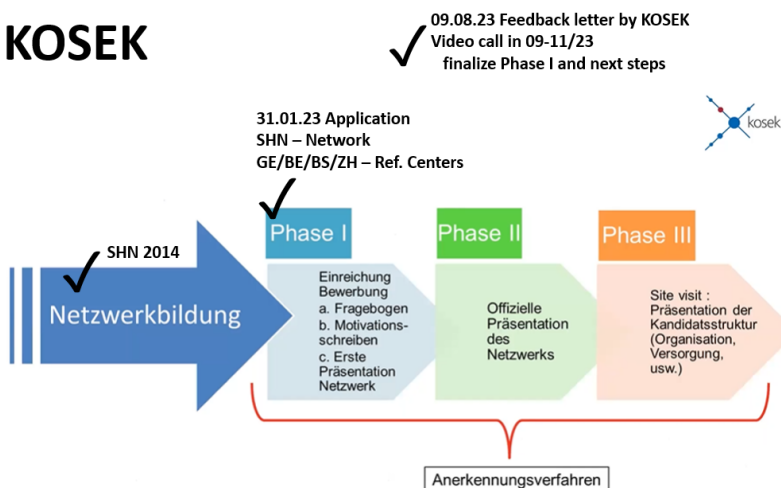 KOSEK
09.08.23 Feedback letter by KOSEK
Video call in 09-11/23
finalize Phase I and next steps
kosek
31.01.23 Application
SHN – Network
GE/BE/BS/ZH – Ref. Centers
SHN 2014
Netzwerkbildung
Phase I
Einreichung
Bewerbung
a. Fragebogen
b. Motivations-
schreiben
c. Erste
Präsentation
Netzwerk
Phase II
Offizielle
Präsentation
des
Netzwerks
Phase III
Site visit :
Präsentation der
Kandidatsstruktur
(Organisation,
Versorgung,
usw.)
Anerkennungsverfahren